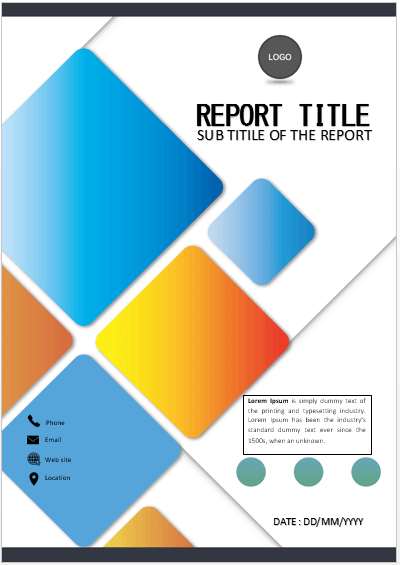 LOGO
REPORT TITLE
SUB TITILE OF THE REPORT
Phone
Email
Web site
Location
Lorem Ipsum is simply dummy text of
the printing and typesetting industry.
Lorem Ipsum has been the industry's
standard dummy text ever since the
1500s, when an unknown.
DATE : DD/MM/YYYY